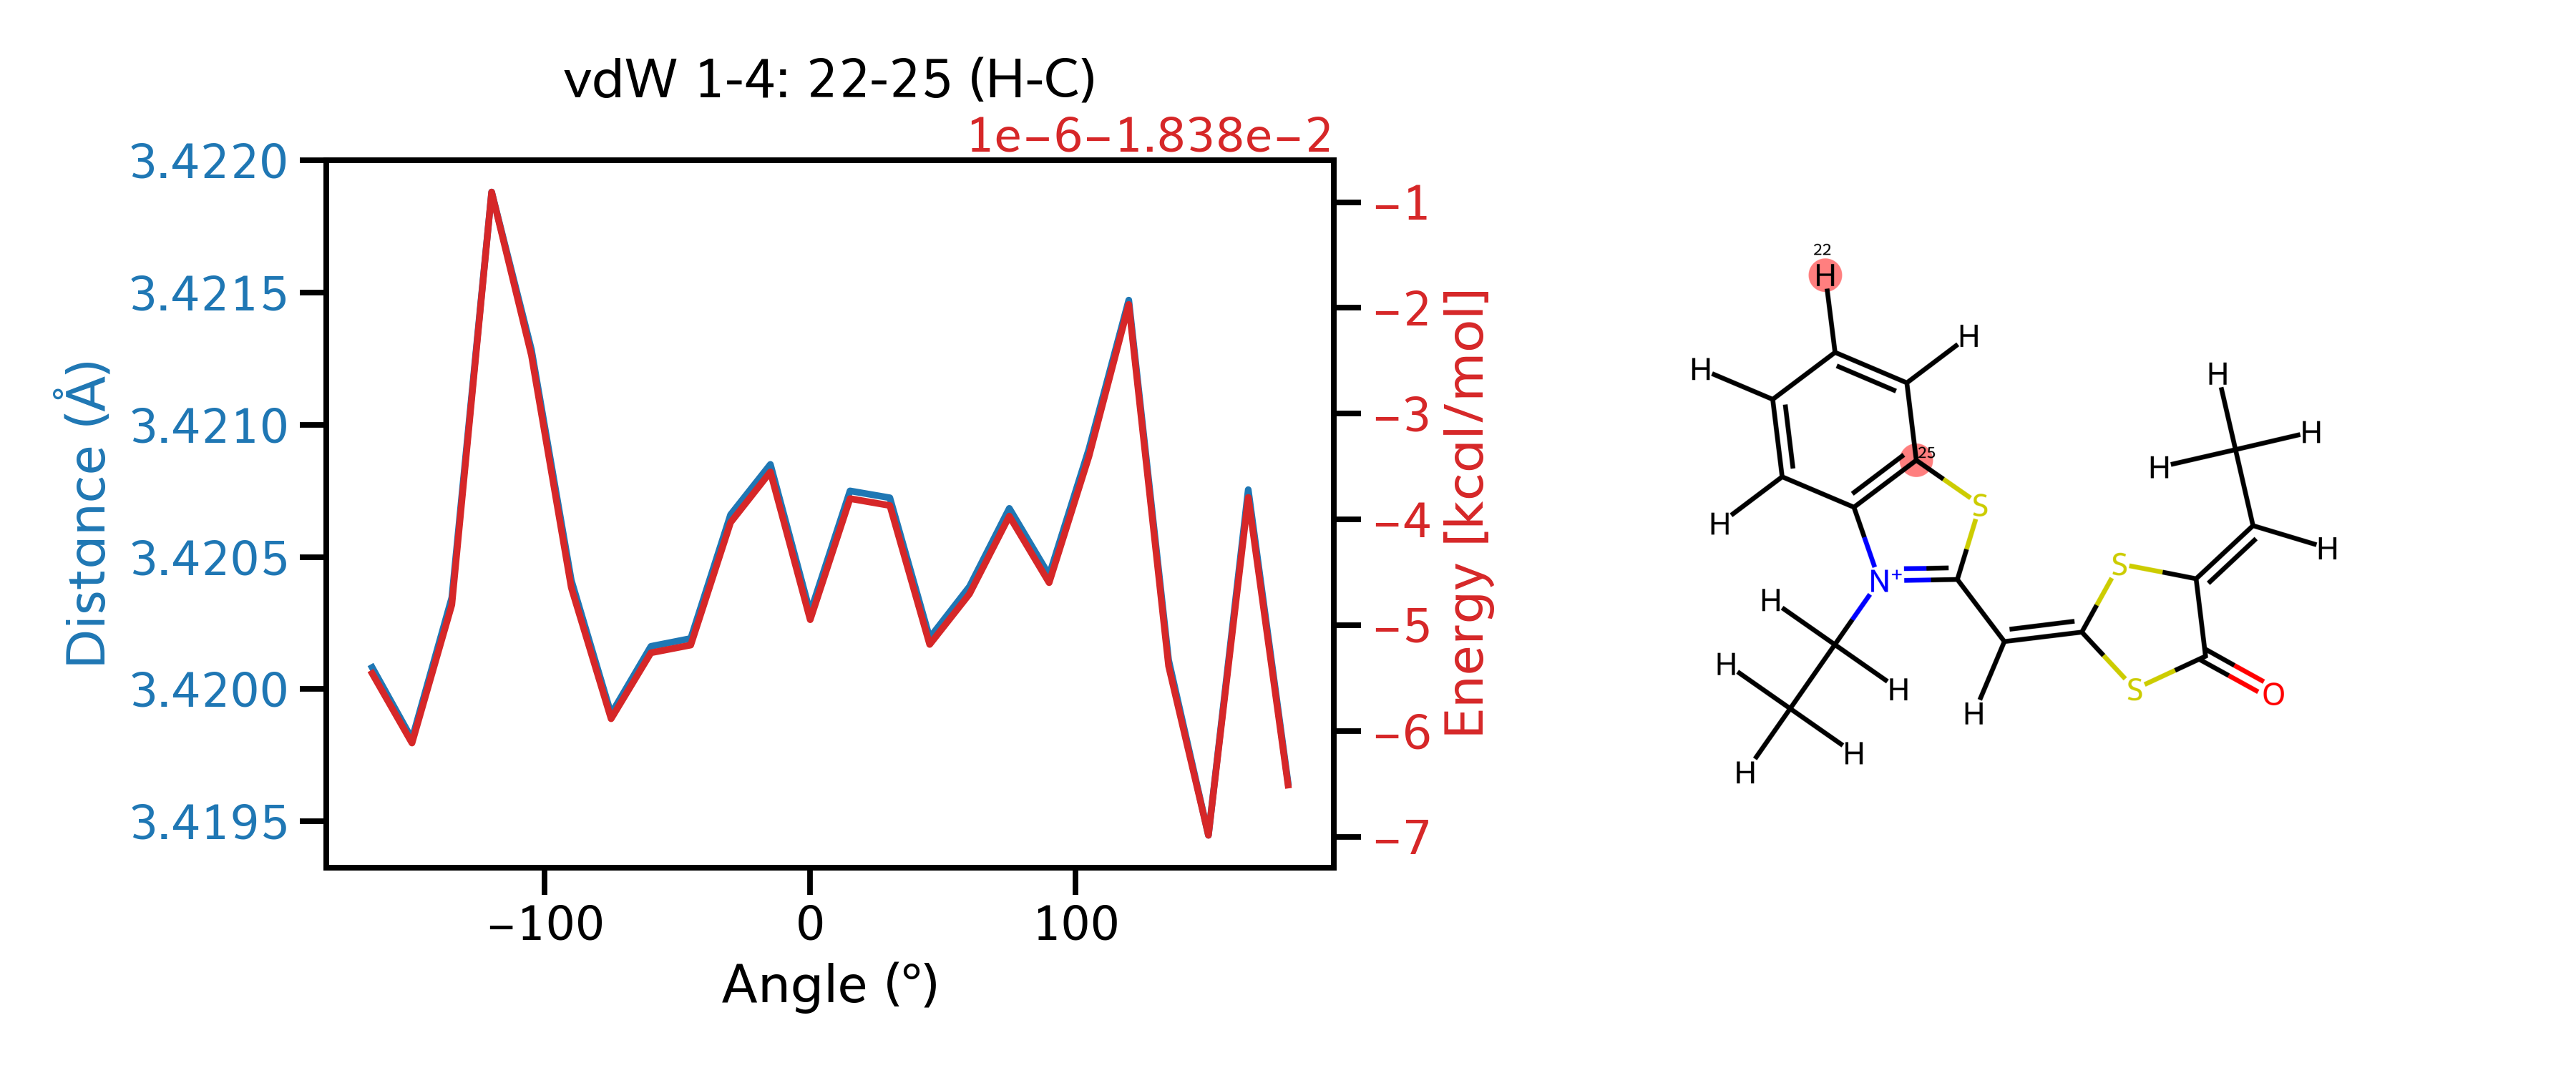 vdW 1-4: 22-25 (H-C)
1e−6−1.838e−2
3.4220
3.4215
3.4210
3.4205
3.4200
3.4195
Distance (Å)
−1
−2
−3
−4
−5
−6
−7
Energy [kcal/mol]
−100 0 100
Angle (°)
22
H
H
H
H
H
H
25
S
H
H
S
N+
H
H
H
S
O
H
H
H